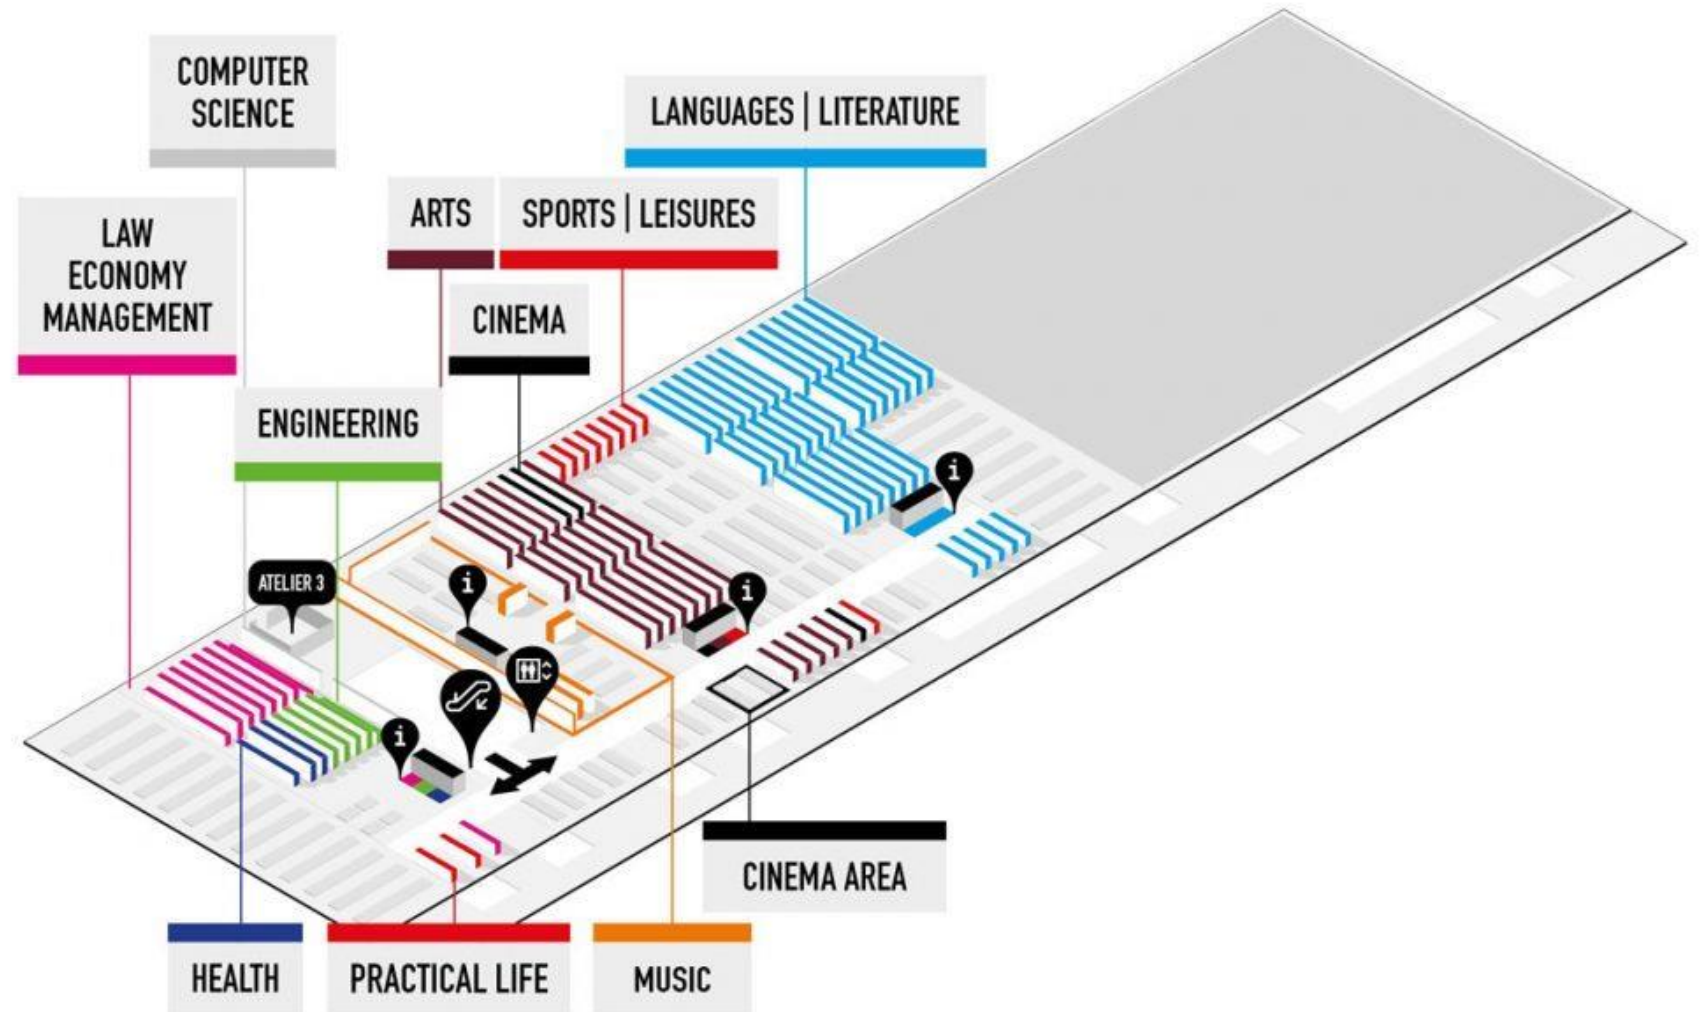 COMPUTER
SCIENCE
LANGUAGES | LITERATURE
LAW
ECONOMY
MANAGEMENT
ARTS
SPORTS | LEISURES
CINEMA
ENGINEERING
i
ATELIER 3
i
i
i
CINEMA AREA
HEALTH
PRACTICAL LIFE
MUSIC